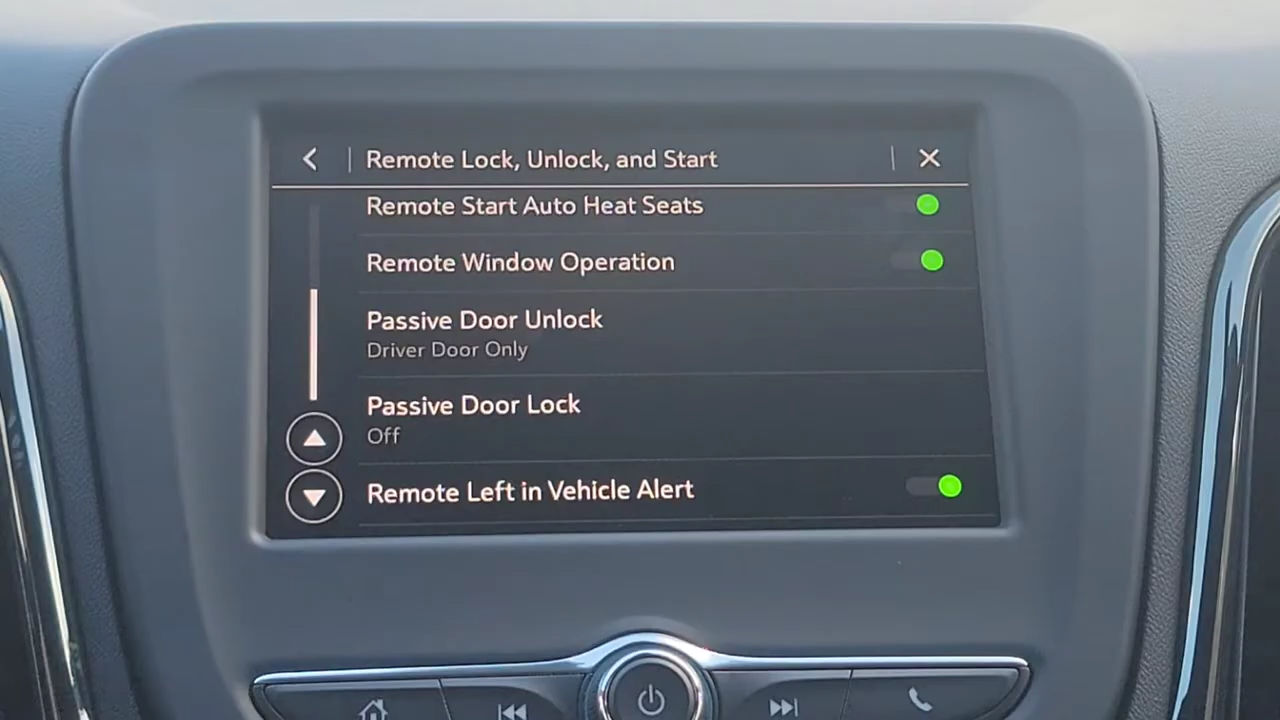 Remote Lock, Unlock, and Start
Remote Start Auto Heat Seats
Remote Window Operation
Passive Door Unlock
Driver Door Only
Passive Door Lock
Off
Remote Left in Vehicle Alert